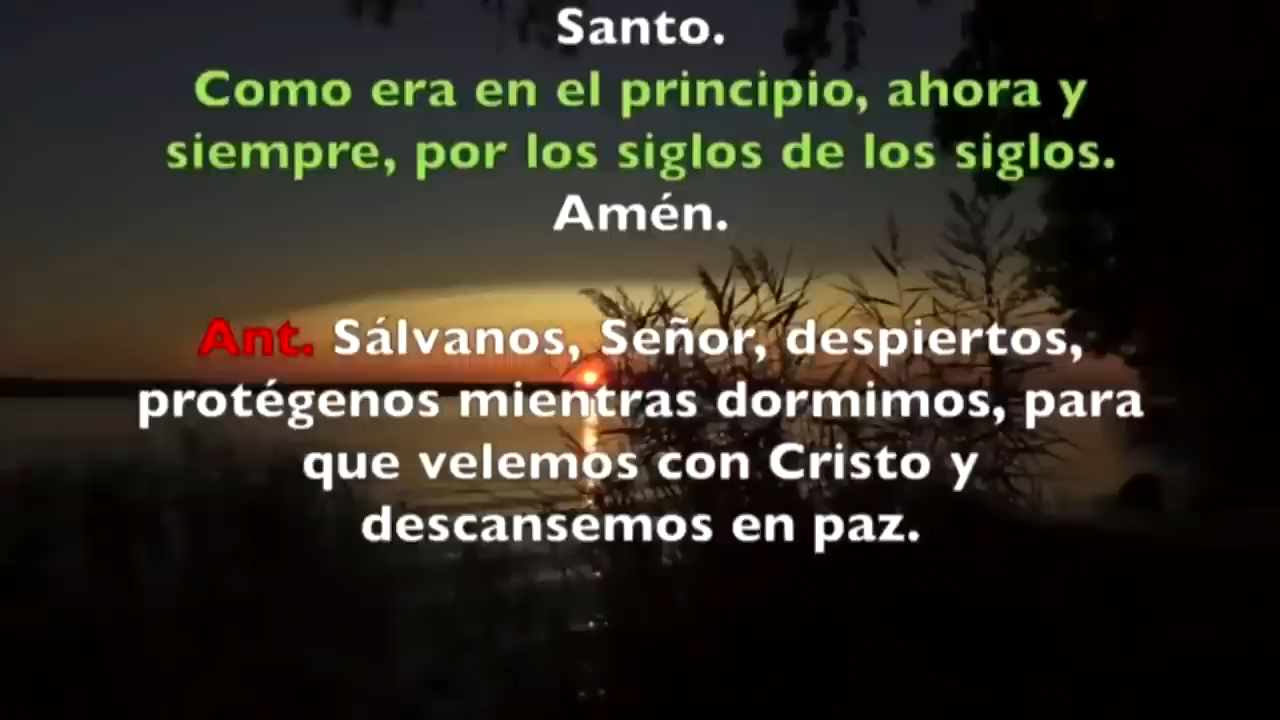 Santo.
Como era en el principio, ahora y
siempre, por los siglos de los siglos.
Amén.
Ant. Sálvanos, Señor, despiertos,
protégenos mientras dormimos, para
que velemos con Cristo y
descansemos en paz.